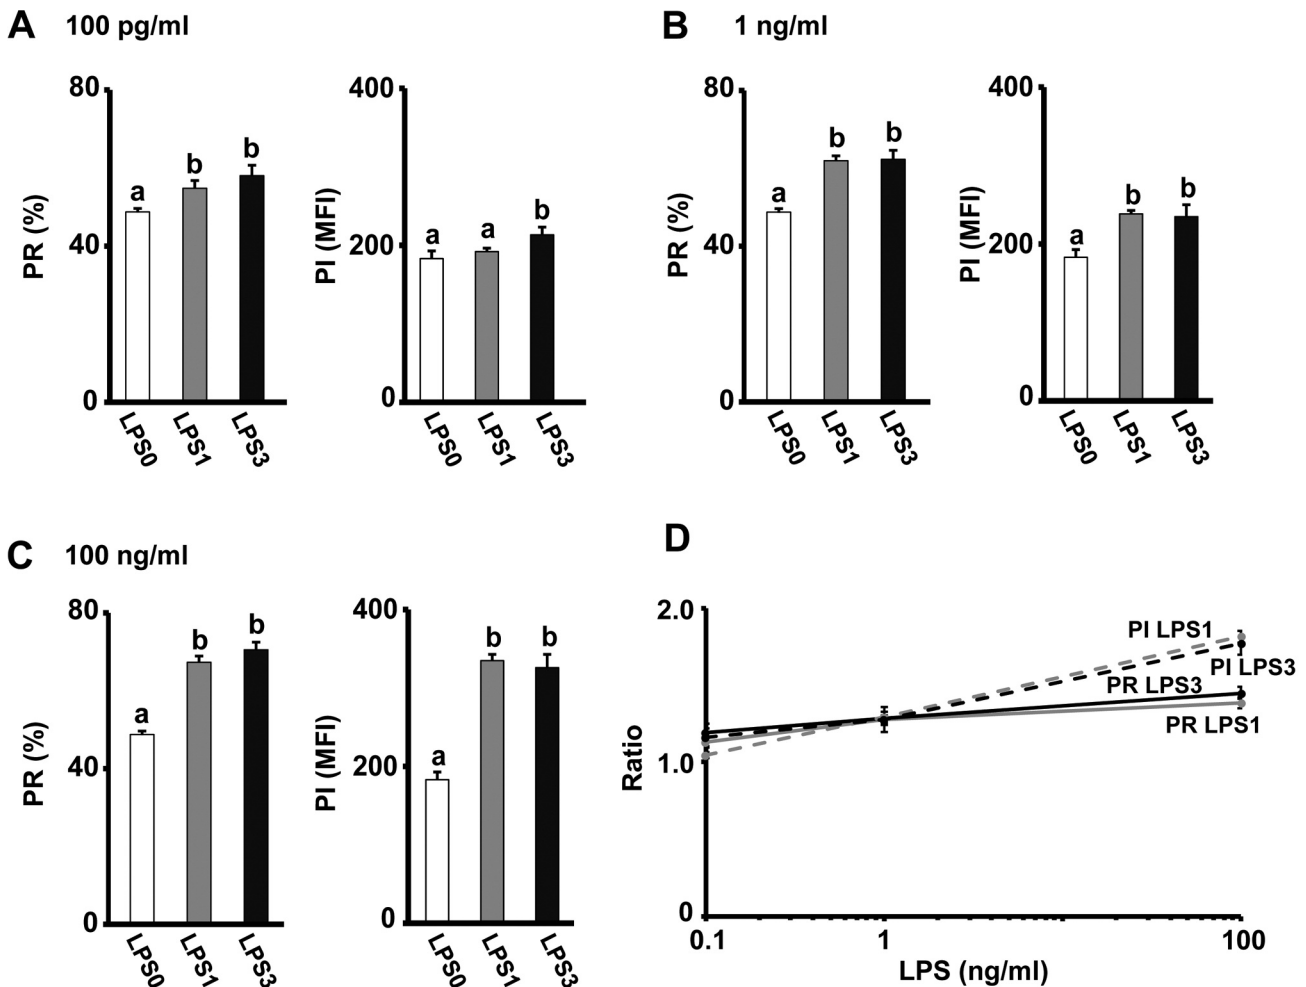 A 100 pg/ml
80
40
0
PR (%)
a
b
b
LPS0
LPS1
LPS3
400
200
0
PI (MFI)
a
a
b
LPS0
LPS1
LPS3
B 1 ng/ml
80
40
0
PR (%)
a
b
b
LPS0
LPS1
LPS3
400
200
0
PI (MFI)
a
b
b
LPS0
LPS1
LPS3
C 100 ng/ml
80
40
0
PR (%)
a
b
b
LPS0
LPS1
LPS3
400
200
0
PI (MFI)
a
b
b
LPS0
LPS1
LPS3
D
2.0
1.0
0
Ratio
PI LPS1
PI LPS3
PR LPS3
PR LPS1
0.1
1
100
LPS (ng/ml)